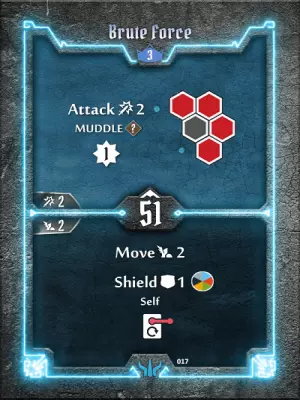 Brute Force
3
Attack 2
MUDDLE ?
1
2
51
2
Move 2
Shield 1
Self
017